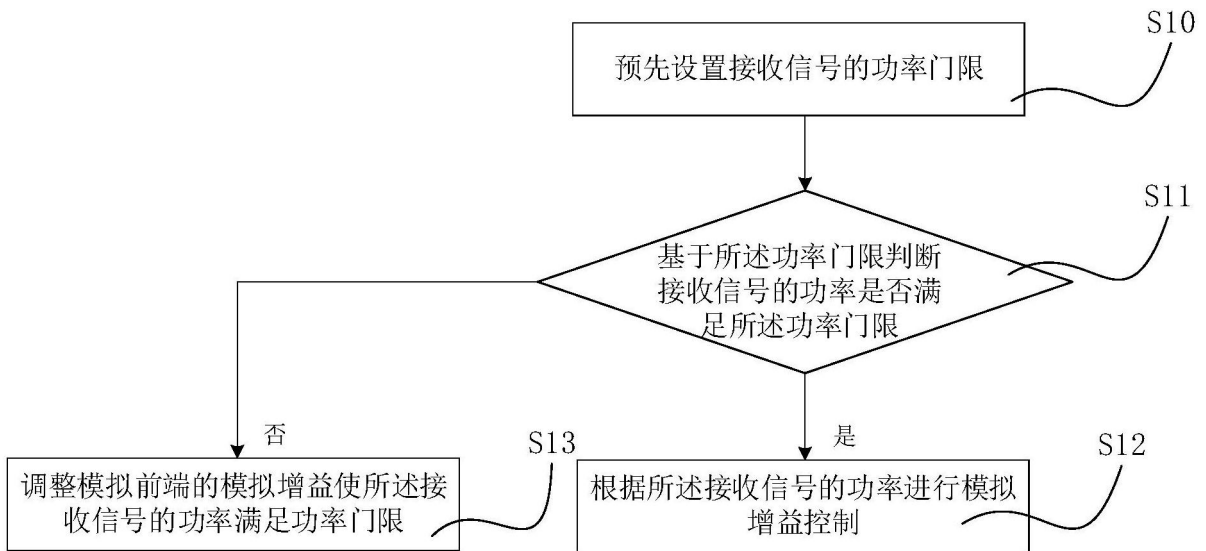 S10
预先设置接收信号的功率门限
S11
基于所述功率门限判断
接收信号的功率是否满
足所述功率门限
否
是
S13
调整模拟前端的模拟增益使所述接
收信号的功率满足功率门限
S12
根据所述接收信号的功率进行模拟
增益控制